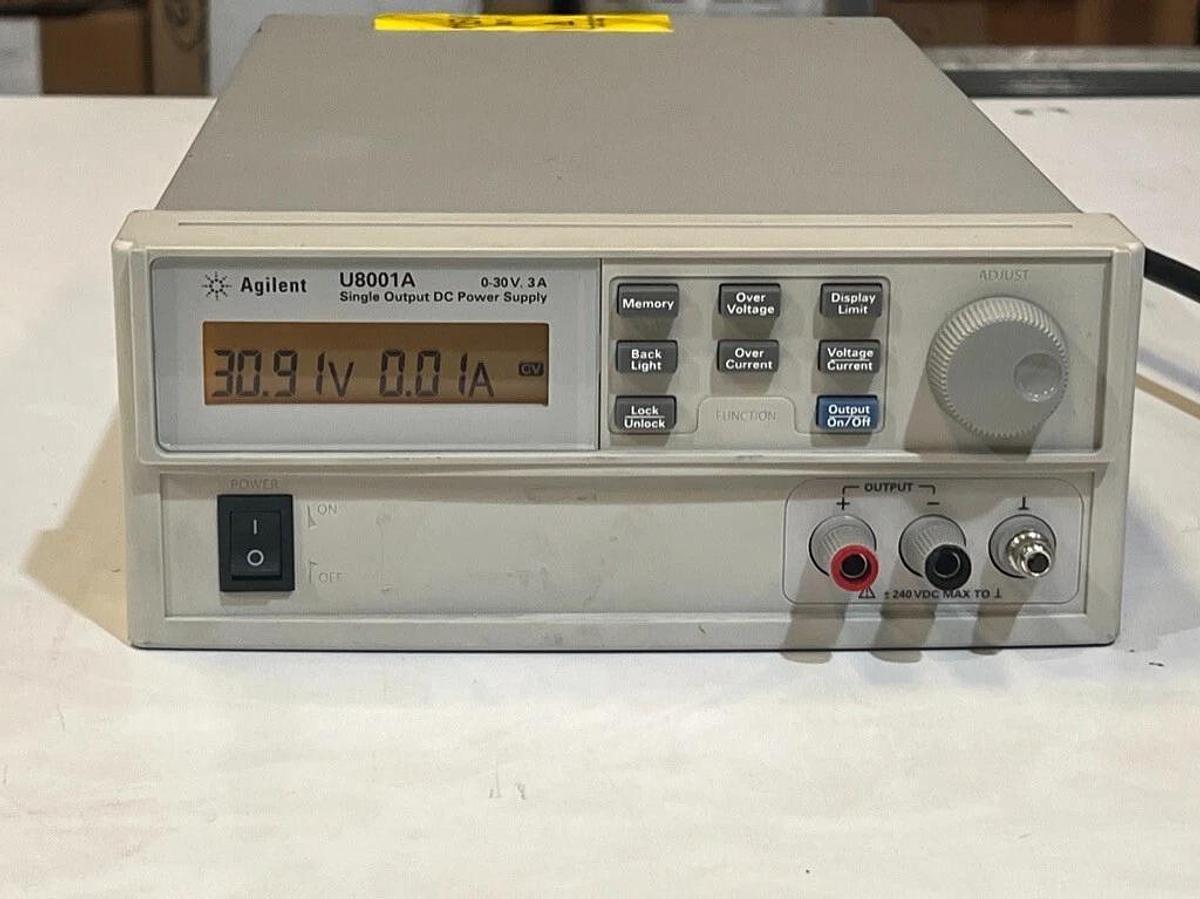 Agilent
U8001A
0-30V, 3A
Single Output DC Power Supply
30.91V 0.01A CV
Memory
Over
Voltage
Display
Limit
Back
Light
Over
Current
Voltage
Current
Lock
Unlock
FUNCTION
Output
On/Off
ADJUST
POWER
I
O
ON
OFF
OUTPUT
+ − ⊥
± 240 VDC MAX TO ⊥